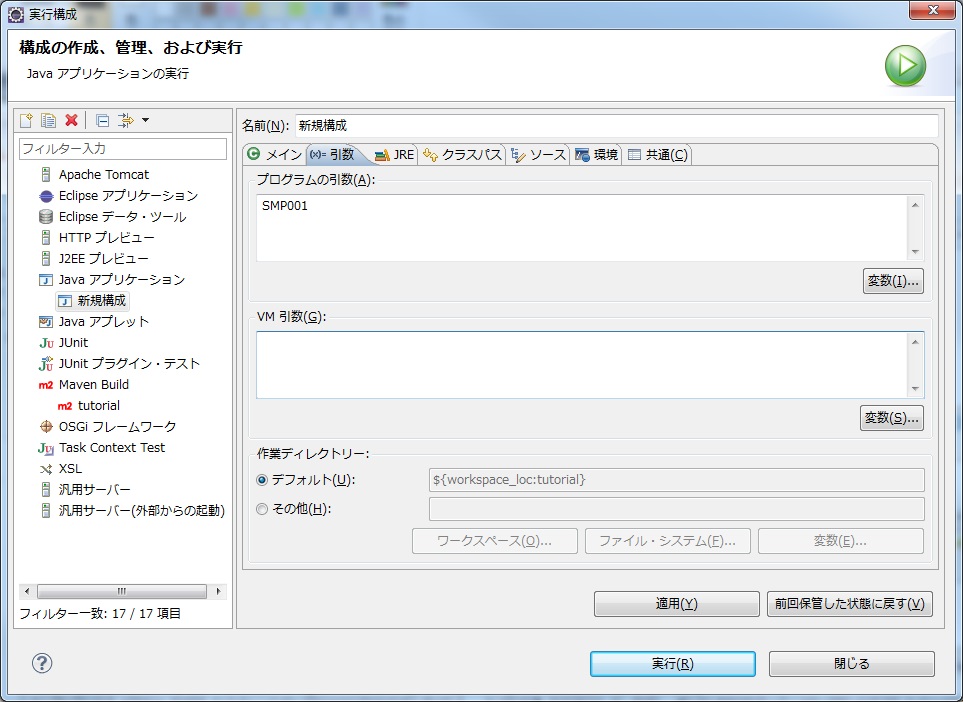 実行構成
構成の作成、管理、および実行
Java アプリケーションの実行
フィルター入力
Apache Tomcat
Eclipse アプリケーション
Eclipse データ・ツール
HTTP プレビュー
J2EE プレビュー
Java アプリケーション
新規構成
Java アプレット
JUnit
JUnit プラグイン・テスト
Maven Build
tutorial
OSGi フレームワーク
Task Context Test
XSL
汎用サーバー
汎用サーバー(外部からの起動)
フィルター一致: 17 / 17 項目
名前(N): 新規構成
メイン (x)= 引数 JRE クラスパス ソース 環境 共通(C)
プログラムの引数(A):
SMP001
変数(I)...
VM 引数(G):
変数(S)...
作業ディレクトリー:
デフォルト(U): ${workspace_loc:tutorial}
その他(H):
ワークスペース(O)... ファイル・システム(F)... 変数(E)...
適用(Y) 前回保管した状態に戻す(V)
実行(R) 閉じる